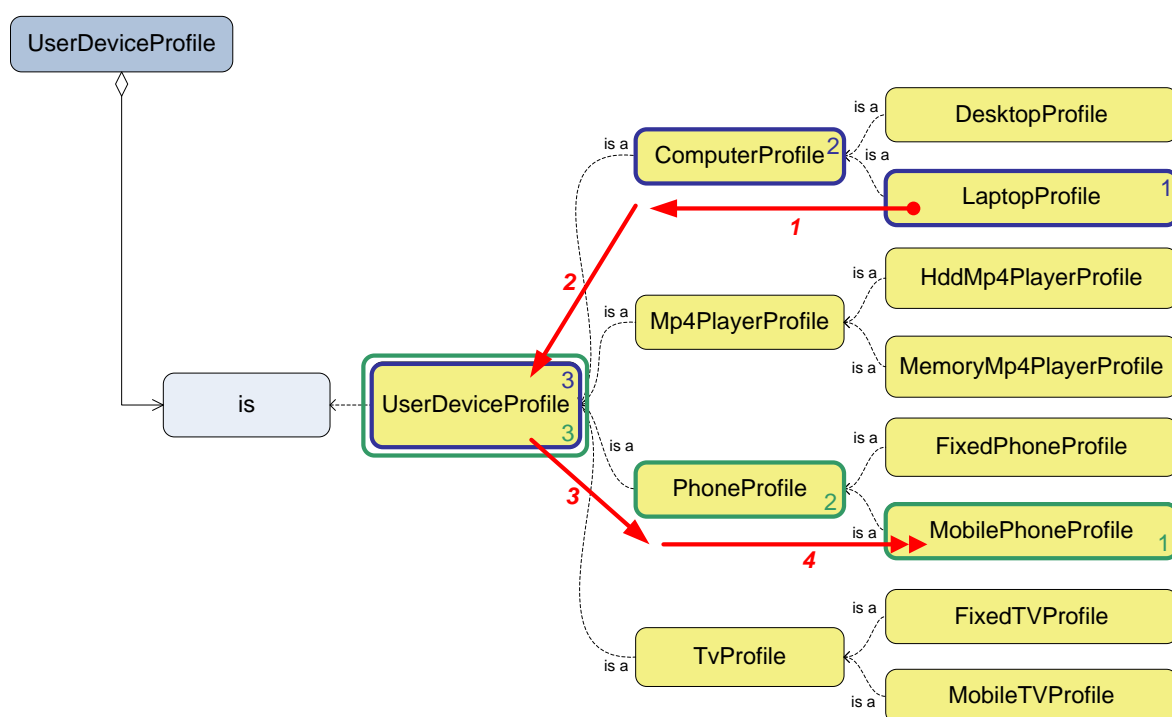 UserDeviceProfile
is a
DesktopProfile
is a
ComputerProfile
2
is a
LaptopProfile
1
1
2
is a
HddMp4PlayerProfile
is a
Mp4PlayerProfile
is a
MemoryMp4PlayerProfile
is
UserDeviceProfile
3
3
is a
FixedPhoneProfile
is a
PhoneProfile
2
3
is a
MobilePhoneProfile
1
4
is a
FixedTVProfile
is a
TvProfile
is a
MobileTVProfile